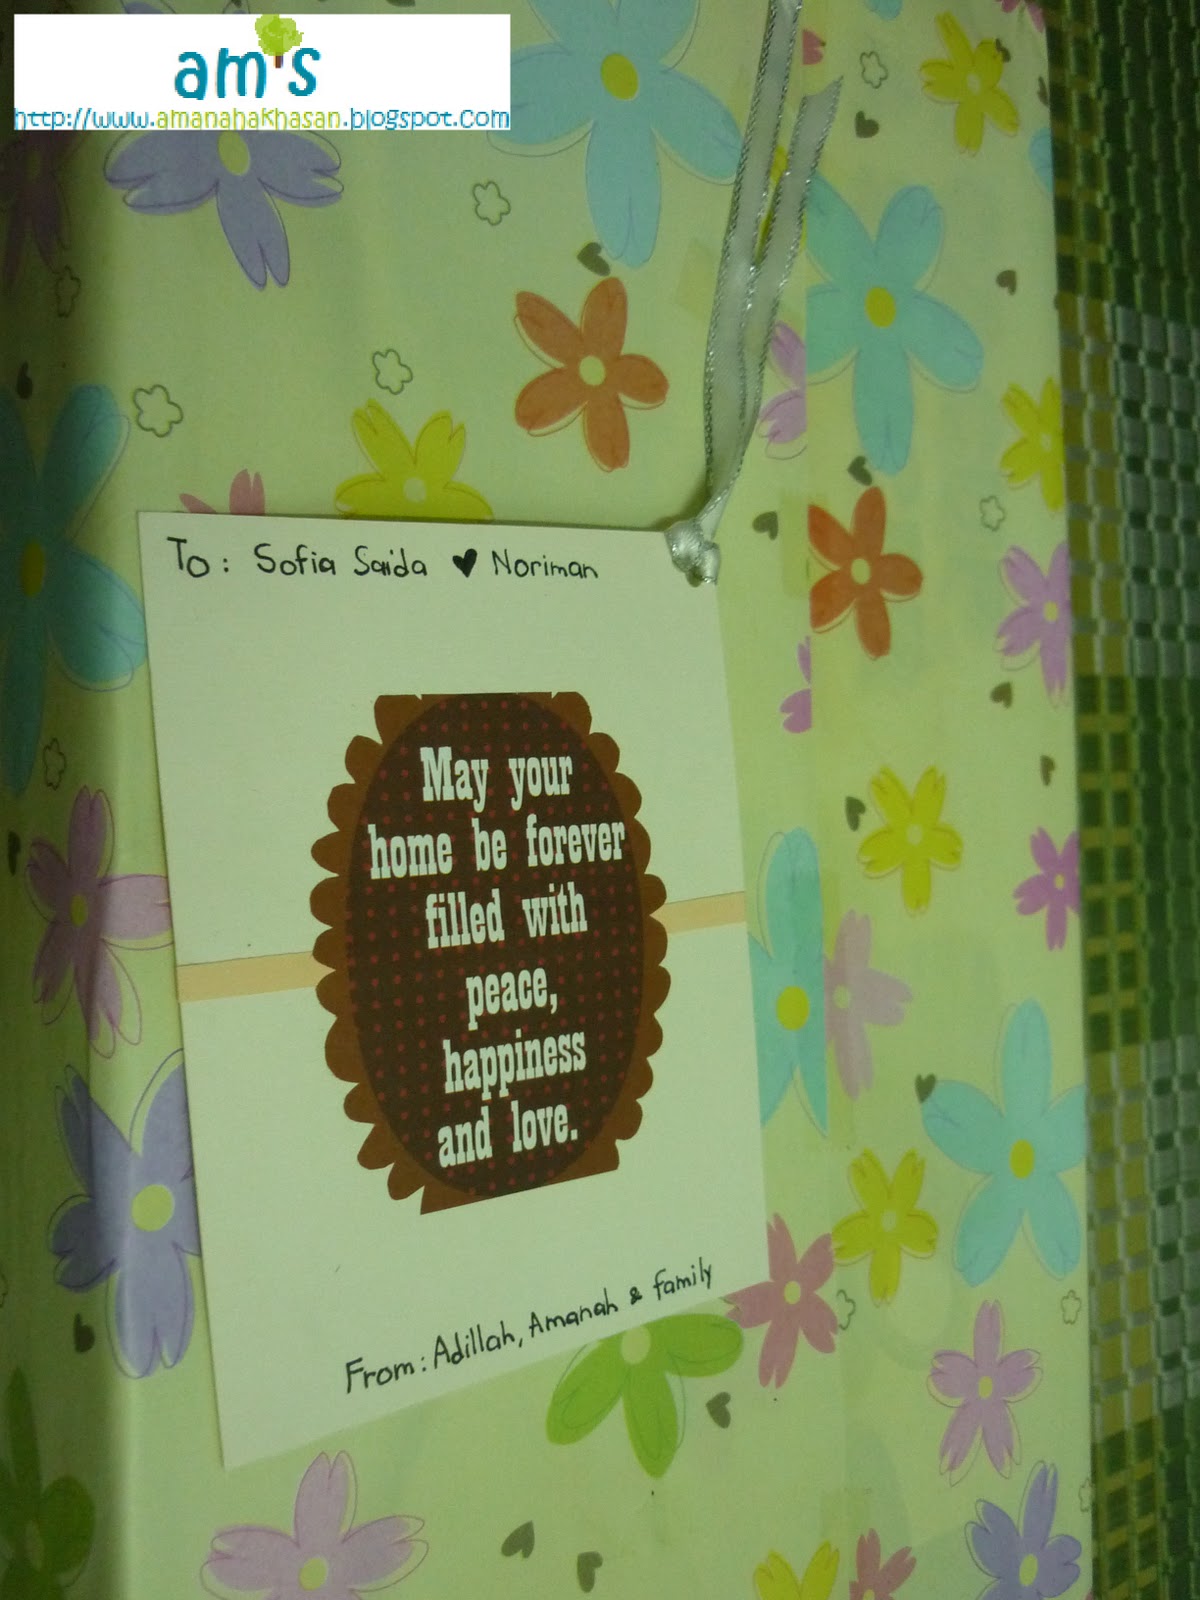 am's
http://www.amanahakhasan.blogspot.com
To: Sofia Saida ♥ Noriman
May your
home be forever
filled with
peace,
happiness
and love.
From: Adillah, Amanah & family